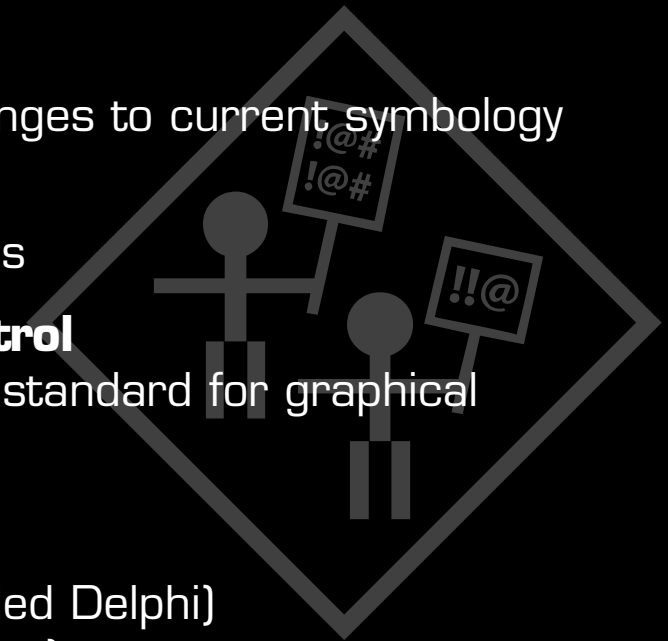 nges to current symbology
!@#
!@#
s
!!@
trol
standard for graphical
ed Delphi)